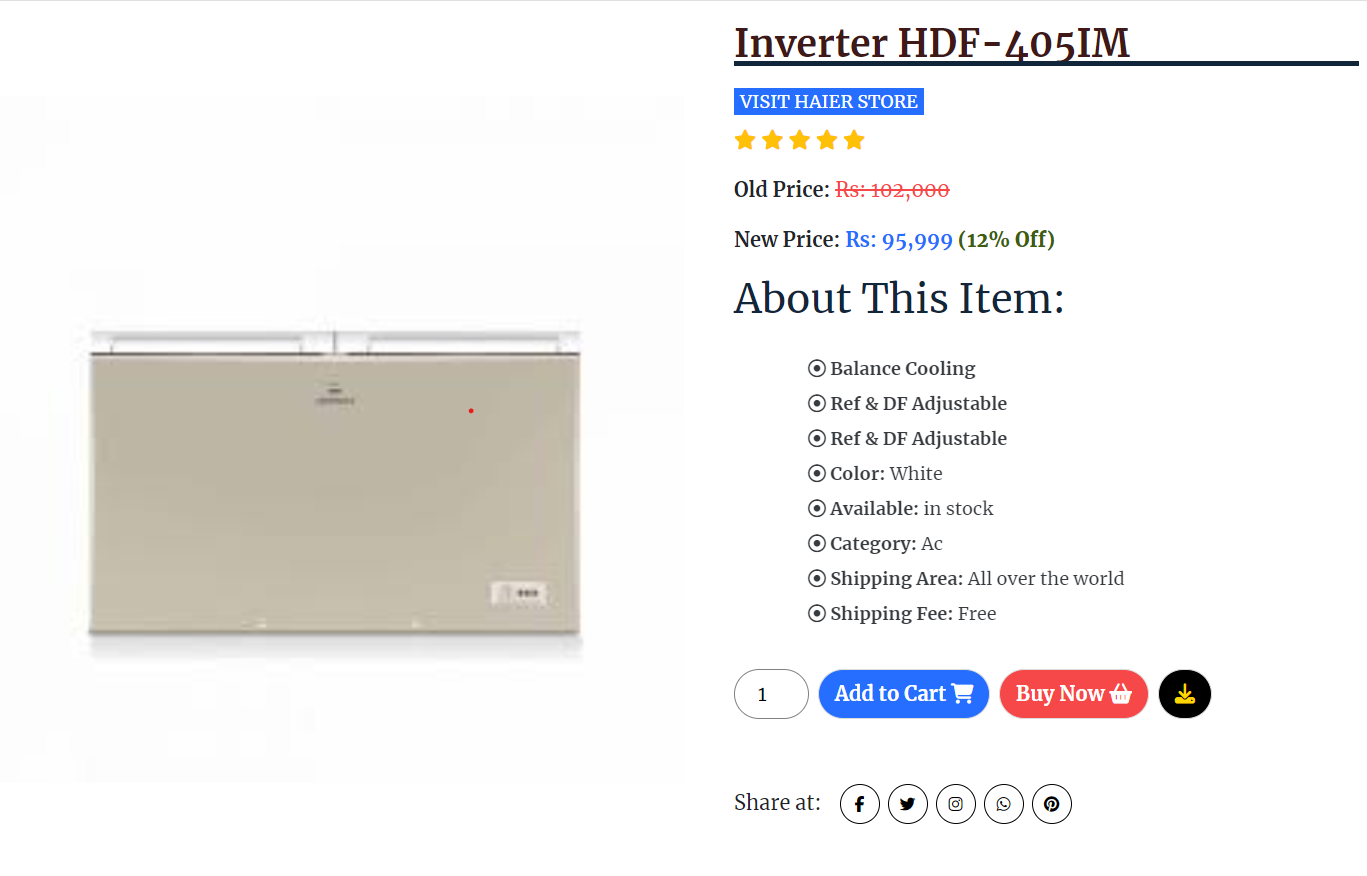 Inverter HDF-405IM
VISIT HAIER STORE
Old Price: Rs: 102,000
New Price: Rs: 95,999 (12% Off)
About This Item:
Balance Cooling
Ref & DF Adjustable
Ref & DF Adjustable
Color: White
Available: in stock
Category: Ac
Shipping Area: All over the world
Shipping Fee: Free
1 Add to Cart Buy Now
Share at: